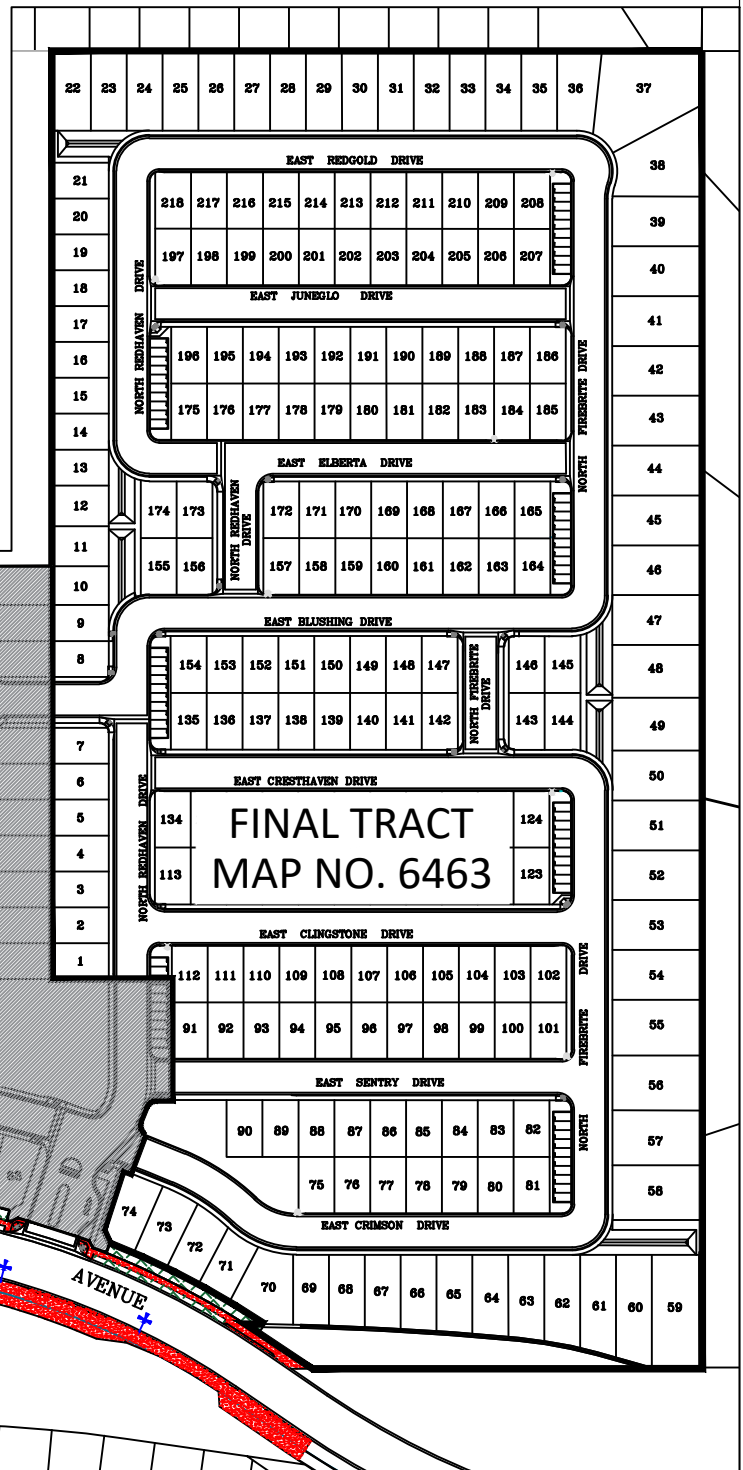 22 23 24 25 26 27 28 29 30 31 32 33 34 35 36 37
EAST REDGOLD DRIVE
38
21
218 217 216 215 214 213 212 211 210 209 208
20
39
19
197 198 199 200 201 202 203 204 205 206 207
40
18
EAST JUNEGLO DRIVE
17
41
NORTH REDHAVEN DRIVE
16
196 195 194 193 192 191 190 189 188 187 186
NORTH FIREBRITE DRIVE
42
15
175 176 177 178 179 180 181 182 183 184 185
43
14
13
EAST ELBERTA DRIVE
44
12
174 173
172 171 170 169 168 167 166 165
45
NORTH REDHAVEN
DRIVE
11
155 156
157 158 159 160 161 162 163 164
46
10
9
EAST BLUSHING DRIVE
47
8
154 153 152 151 150 149 148 147
NORTH FIREBRITE
DRIVE
146 145
48
135 136 137 138 139 140 141 142
143 144
49
7
6
EAST CRESTHAVEN DRIVE
50
NORTH REDHAVEN DRIVE
5
134
FINAL TRACT
124
51
4
113
MAP NO. 6463
123
52
3
2
EAST CLINGSTONE DRIVE
53
1
112 111 110 109 108 107 106 105 104 103 102
54
NORTH FIREBRITE DRIVE
91 92 93 94 95 96 97 98 99 100 101
55
EAST SENTRY DRIVE
56
90 89 88 87 86 85 84 83 82
57
75 76 77 78 79 80 81
58
74 73 72 71
EAST CRIMSON DRIVE
70 69 68 67 66 65 64 63 62 61 60 59
AVENUE